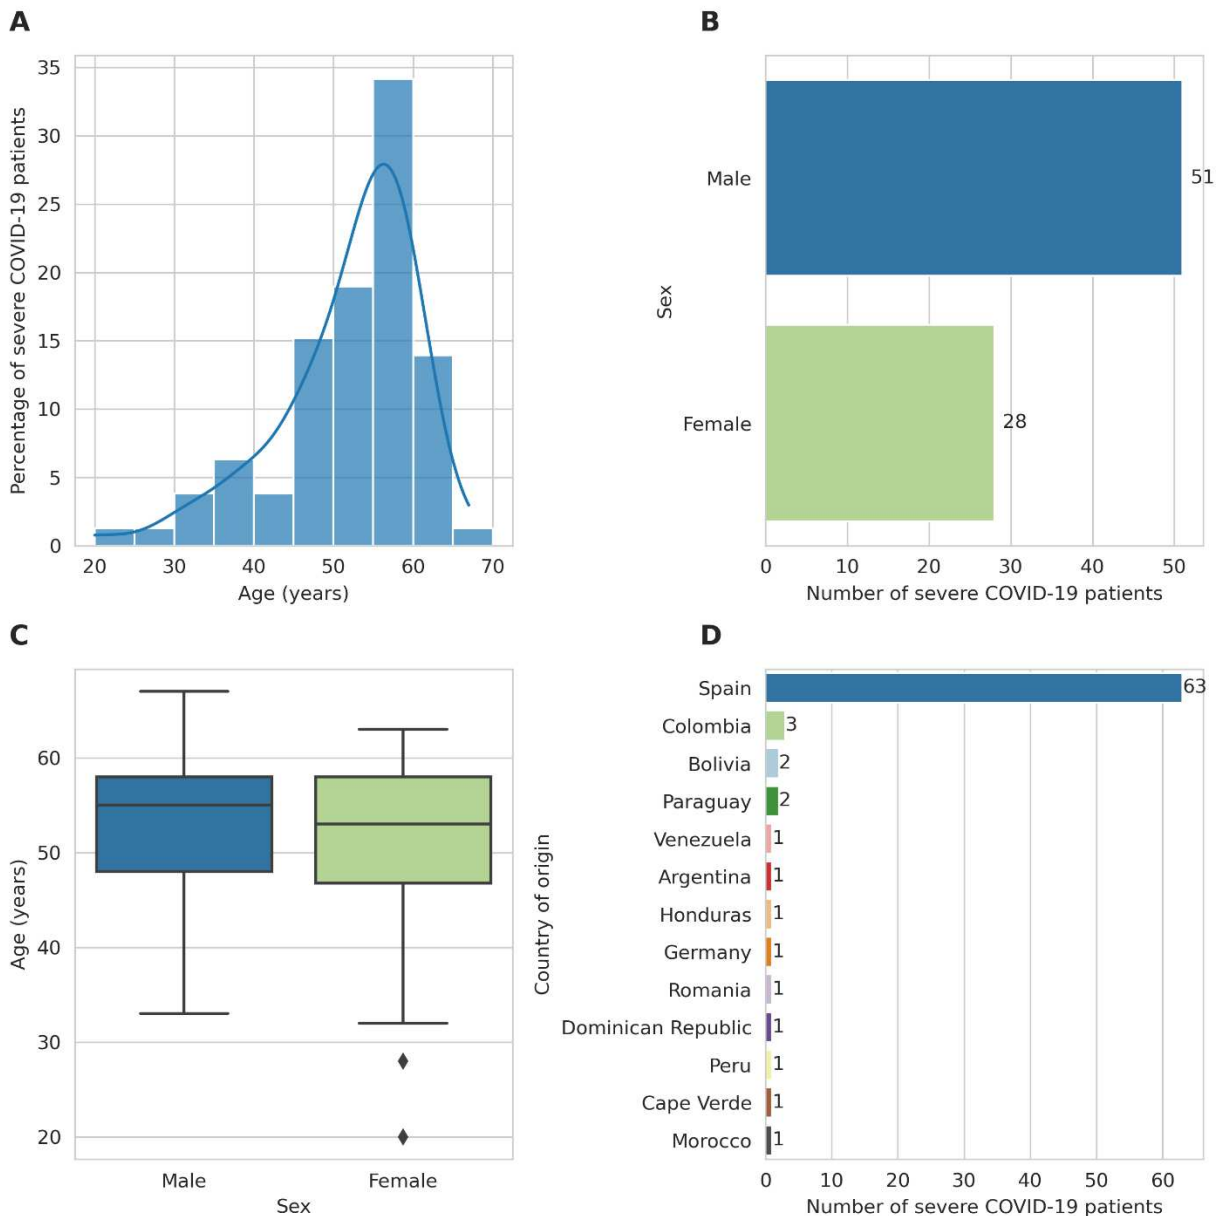 A
Percentage of severe COVID-19 patients
35
30
25
20
15
10
5
0
20 30 40 50 60 70
Age (years)
B
Sex
Male
51
Female
28
0 10 20 30 40 50
Number of severe COVID-19 patients
C
Age (years)
60
50
40
30
20
Male Female
Sex
D
Country of origin
Spain 63
Colombia 3
Bolivia 2
Paraguay 2
Venezuela 1
Argentina 1
Honduras 1
Germany 1
Romania 1
Dominican Republic 1
Peru 1
Cape Verde 1
Morocco 1
0 10 20 30 40 50 60
Number of severe COVID-19 patients